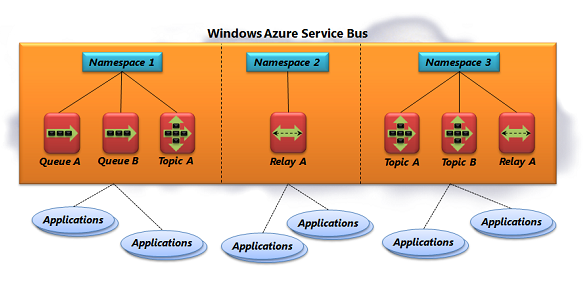 Windows Azure Service Bus
Namespace 1
Namespace 2
Namespace 3
Queue A
Queue B
Topic A
Relay A
Topic A
Topic B
Relay A
Applications
Applications
Applications
Applications
Applications
Applications